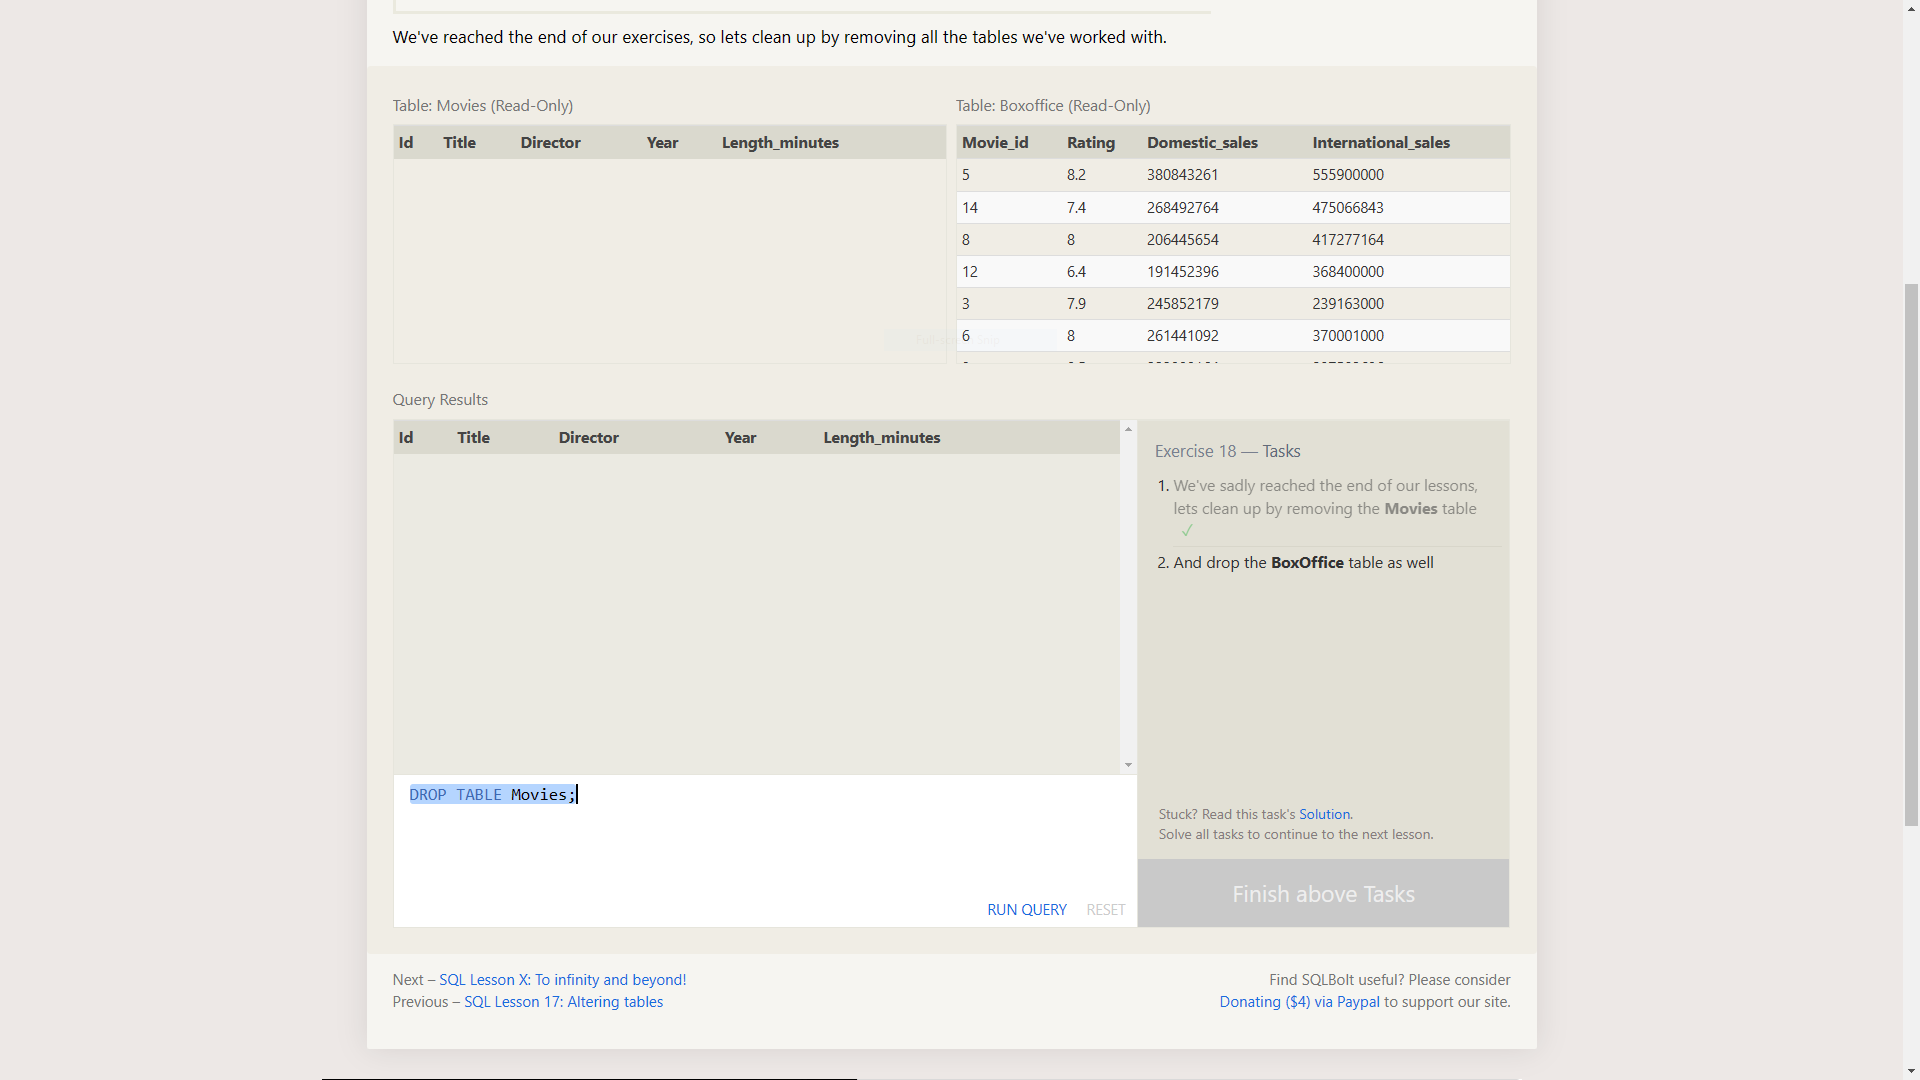 We've reached the end of our exercises, so lets clean up by removing all the tables we've worked with.
Table: Movies (Read-Only)
Id Title Director Year Length_minutes
Table: Boxoffice (Read-Only)
Movie_id Rating Domestic_sales International_sales
5 8.2 380843261 555900000
14 7.4 268492764 475066843
8 8 206445654 417277164
12 6.4 191452396 368400000
3 7.9 245852179 239163000
6 8 261441092 370001000
Query Results
Id Title Director Year Length_minutes
DROP TABLE Movies;
RUN QUERY RESET
Exercise 18 — Tasks
1. We've sadly reached the end of our lessons,
lets clean up by removing the Movies table
✓
2. And drop the BoxOffice table as well
Stuck? Read this task's Solution.
Solve all tasks to continue to the next lesson.
Finish above Tasks
Next – SQL Lesson X: To infinity and beyond!
Previous – SQL Lesson 17: Altering tables
Find SQLBolt useful? Please consider
Donating ($4) via Paypal to support our site.